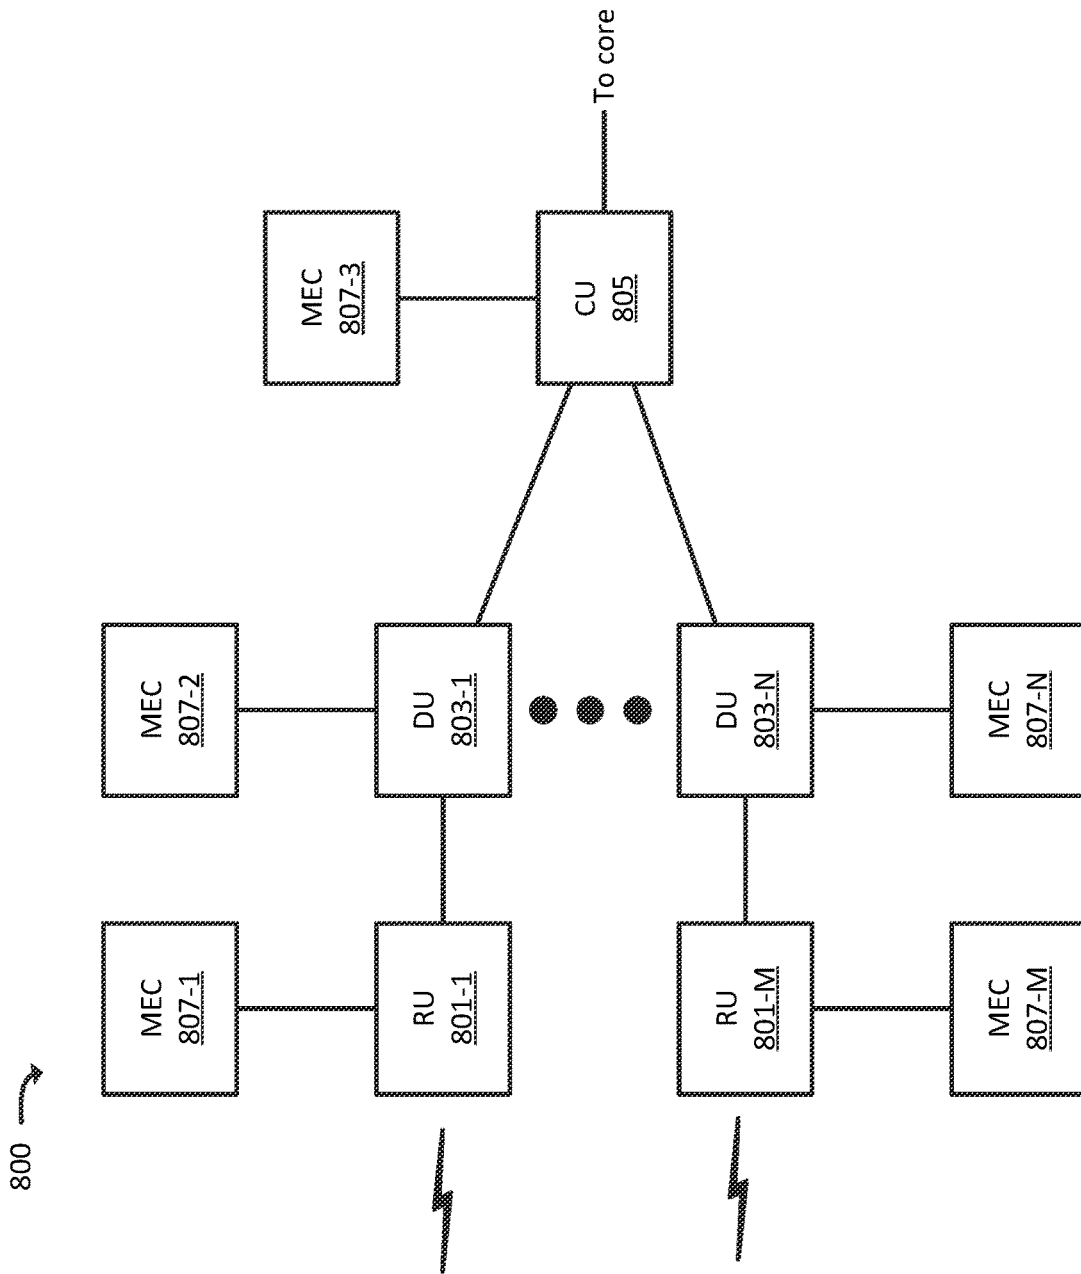 800
MEC
807-1
MEC
807-2
MEC
807-3
RU
801-1
DU
803-1
CU
805
To core
RU
801-M
DU
803-N
MEC
807-M
MEC
807-N